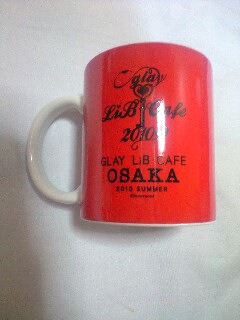 Glay
LiB Cafe
2010
GLAY LiB CAFE
OSAKA
2010 SUMMER